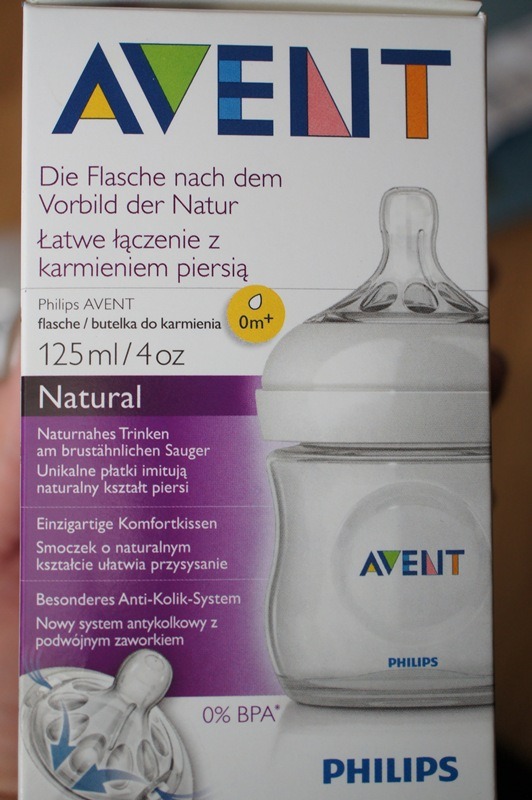 AVENT
Die Flasche nach dem
Vorbild der Natur
Łatwe łączenie z
karmieniem piersią
Philips AVENT
flasche / butelka do karmienia
0m+
125ml/4oz
Natural
Naturnahes Trinken
am brustähnlichen Sauger
Unikalne płatki imitują
naturalny kształt piersi
Einzigartige Komfortkissen
Smoczek o naturalnym
kształcie ułatwia przysysanie
Besonderes Anti-Kolik-System
Nowy system antykolkowy z
podwójnym zaworkiem
AVENT
PHILIPS
0% BPA*
PHILIPS